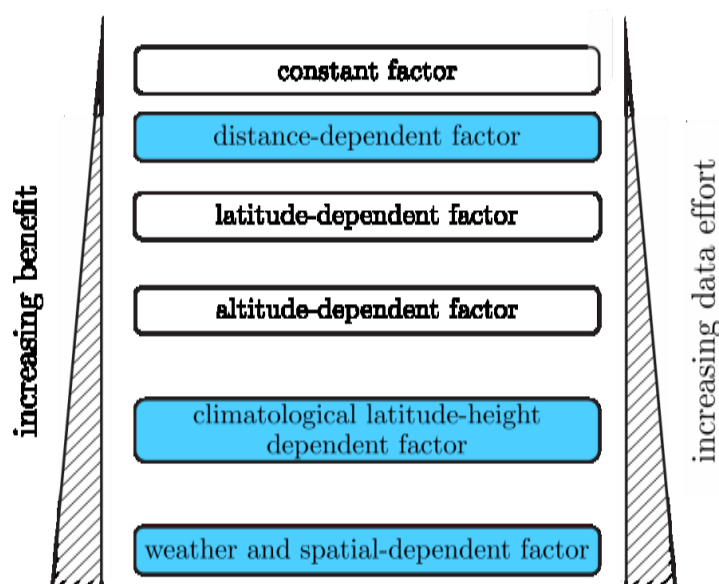 constant factor
distance-dependent factor
latitude-dependent factor
altitude-dependent factor
climatological latitude-height
dependent factor
weather and spatial-dependent factor
increasing benefit
increasing data effort